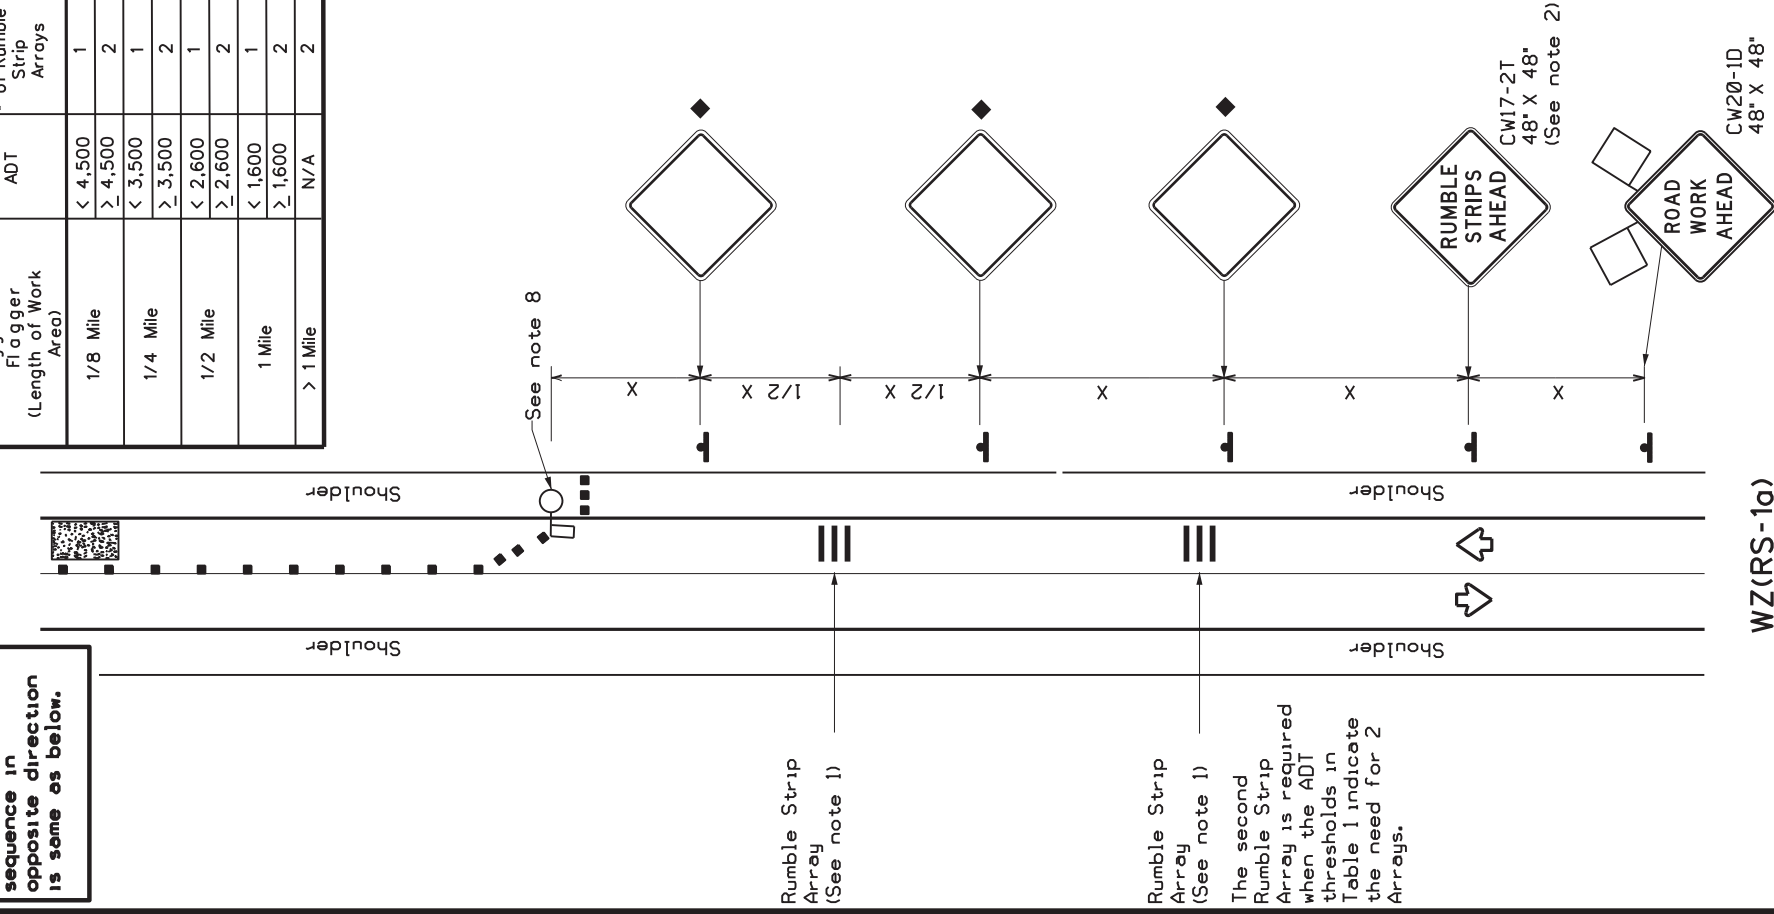 sequence in
opposite direction
is same as below.
Flagger
(Length of Work
Area)
ADT
of Rumble
Strip
Arrays
1/8 Mile
< 4,500
1
> 4,500
2
1/4 Mile
< 3,500
1
> 3,500
2
1/2 Mile
< 2,600
1
> 2,600
2
1 Mile
< 1,600
1
> 1,600
2
> 1 Mile
N/A
2
Shoulder
Shoulder
See note 8
X
1/2 X
1/2 X
X
X
X
Rumble Strip
Array
(See note 1)
Rumble Strip
Array
(See note 1)
The second
Rumble Strip
Array is required
when the ADT
thresholds in
Table 1 indicate
the need for 2
Arrays.
Shoulder
Shoulder
RUMBLE
STRIPS
AHEAD
CW17-2T
48" X 48"
(See note 2)
ROAD
WORK
AHEAD
CW20-1D
48" X 48"
WZ(RS-1a)